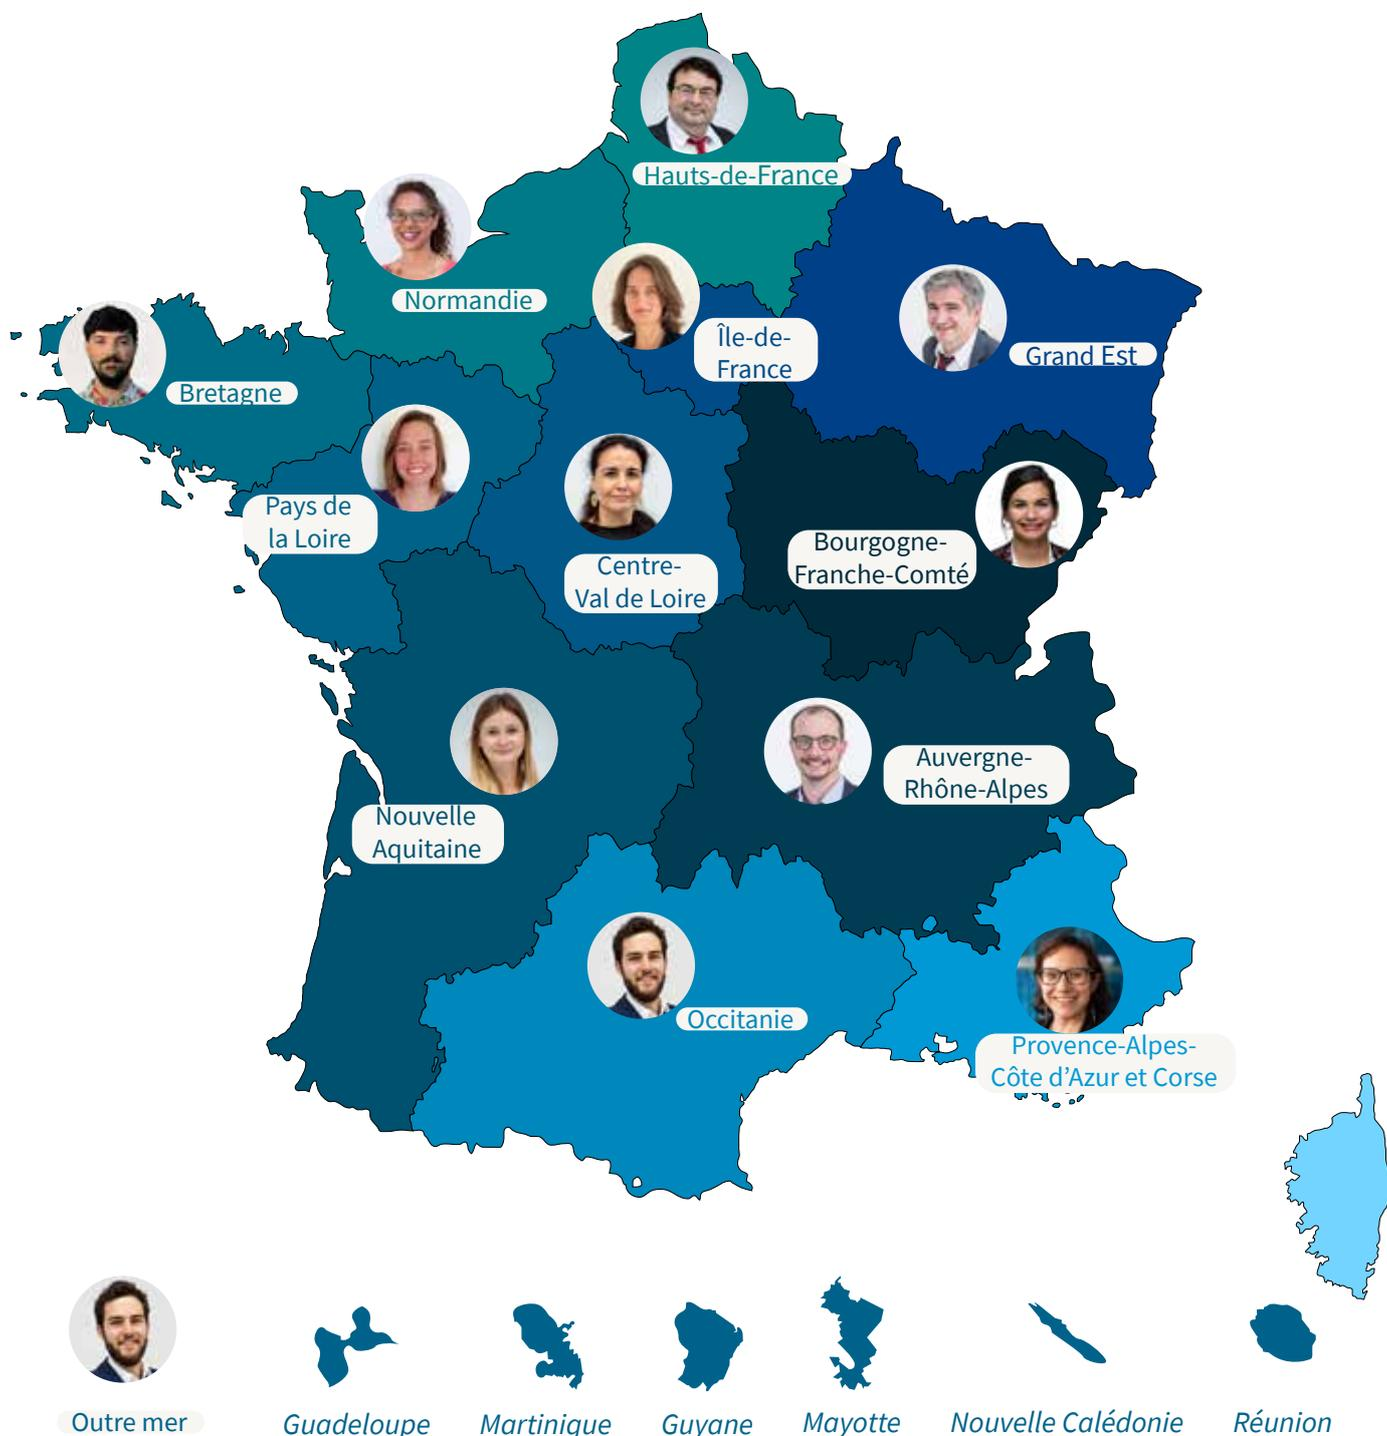 Hauts-de-France
Normandie
Île-de-
France
Grand Est
Bretagne
Pays de
la Loire
Centre-
Val de Loire
Bourgogne-
Franche-Comté
Nouvelle
Aquitaine
Auvergne-
Rhône-Alpes
Occitanie
Provence-Alpes-
Côte d’Azur et Corse
Outre mer
Guadeloupe
Martinique
Guyane
Mayotte
Nouvelle Calédonie
Réunion